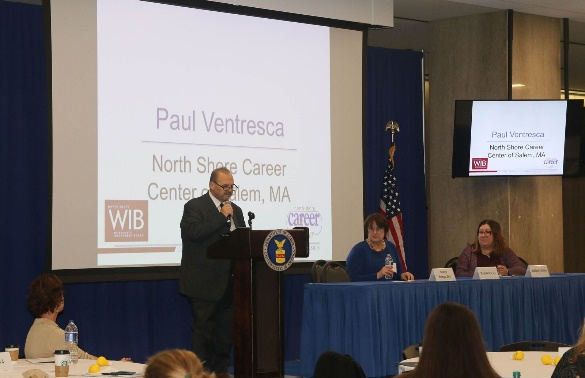 Paul Ventresca
North Shore Career
Center of Salem, MA
WIB
career
Paul Ventresca
North Shore Career
Center of Salem, MA
WIB
career